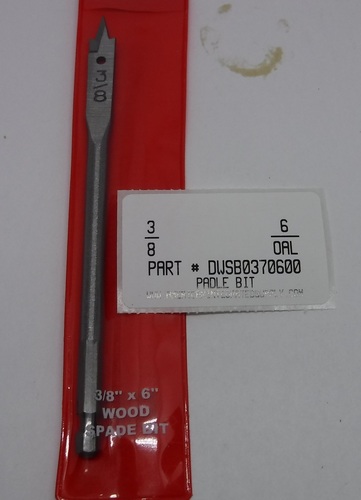 3/8
3 6
8 OAL
PART # DWSB0370600
PADLE BIT
3/8" x 6"
WOOD
SPADE BIT